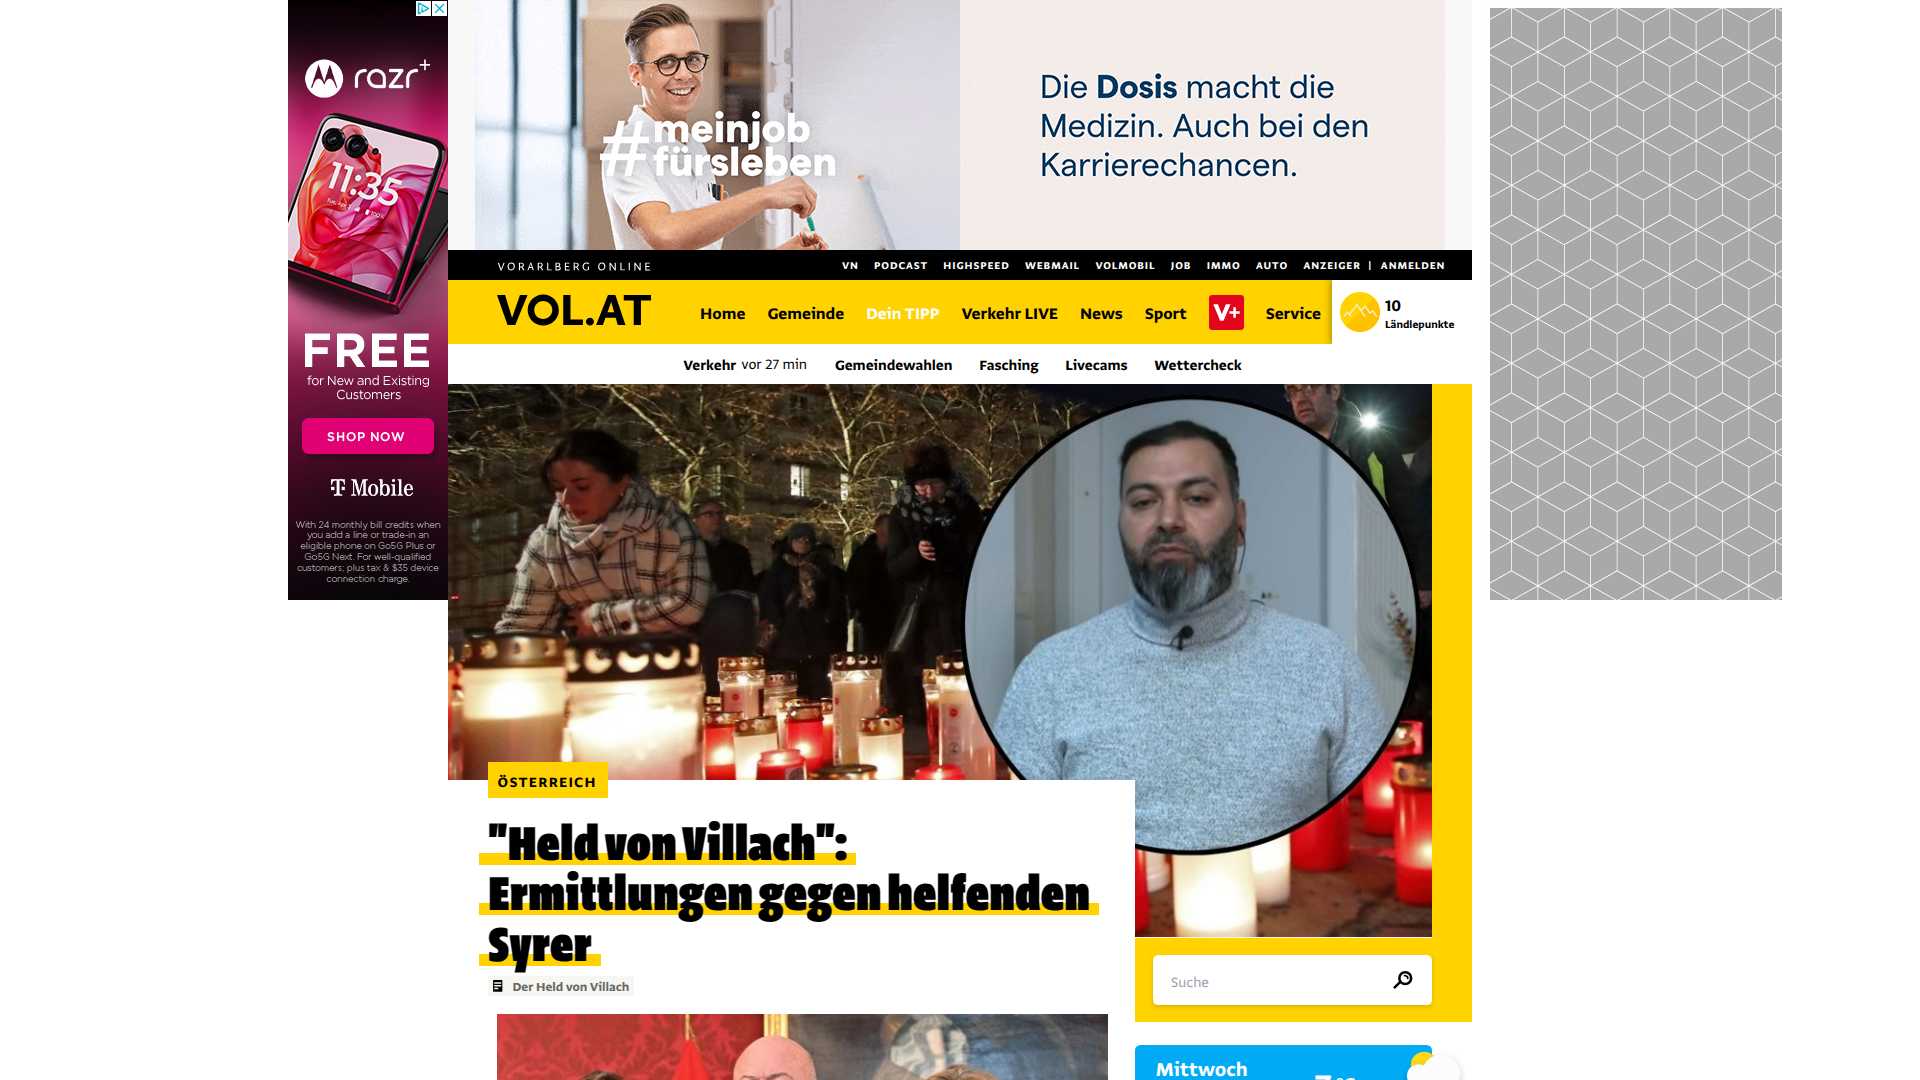 razr+
11:35
FREE
for New and Existing
Customers
SHOP NOW
T Mobile
With 24 monthly bill credits when
you add a line or trade-in an
eligible phone on Go5G Plus or
Go5G Next. For well-qualified
customers; plus tax & $35 device
connection charge.
#meinjob
fürsleben
Die Dosis macht die
Medizin. Auch bei den
Karrierechancen.
VORARLBERG ONLINE
VN PODCAST HIGHSPEED WEBMAIL VOLMOBIL JOB IMMO AUTO ANZEIGER | ANMELDEN
VOL.AT
Home Gemeinde Dein TIPP Verkehr LIVE News Sport V+ Service
10
Ländlepunkte
Verkehr vor 27 min Gemeindewahlen Fasching Livecams Wettercheck
ÖSTERREICH
"Held von Villach":
Ermittlungen gegen helfenden
Syrer
Der Held von Villach
Suche
Mittwoch